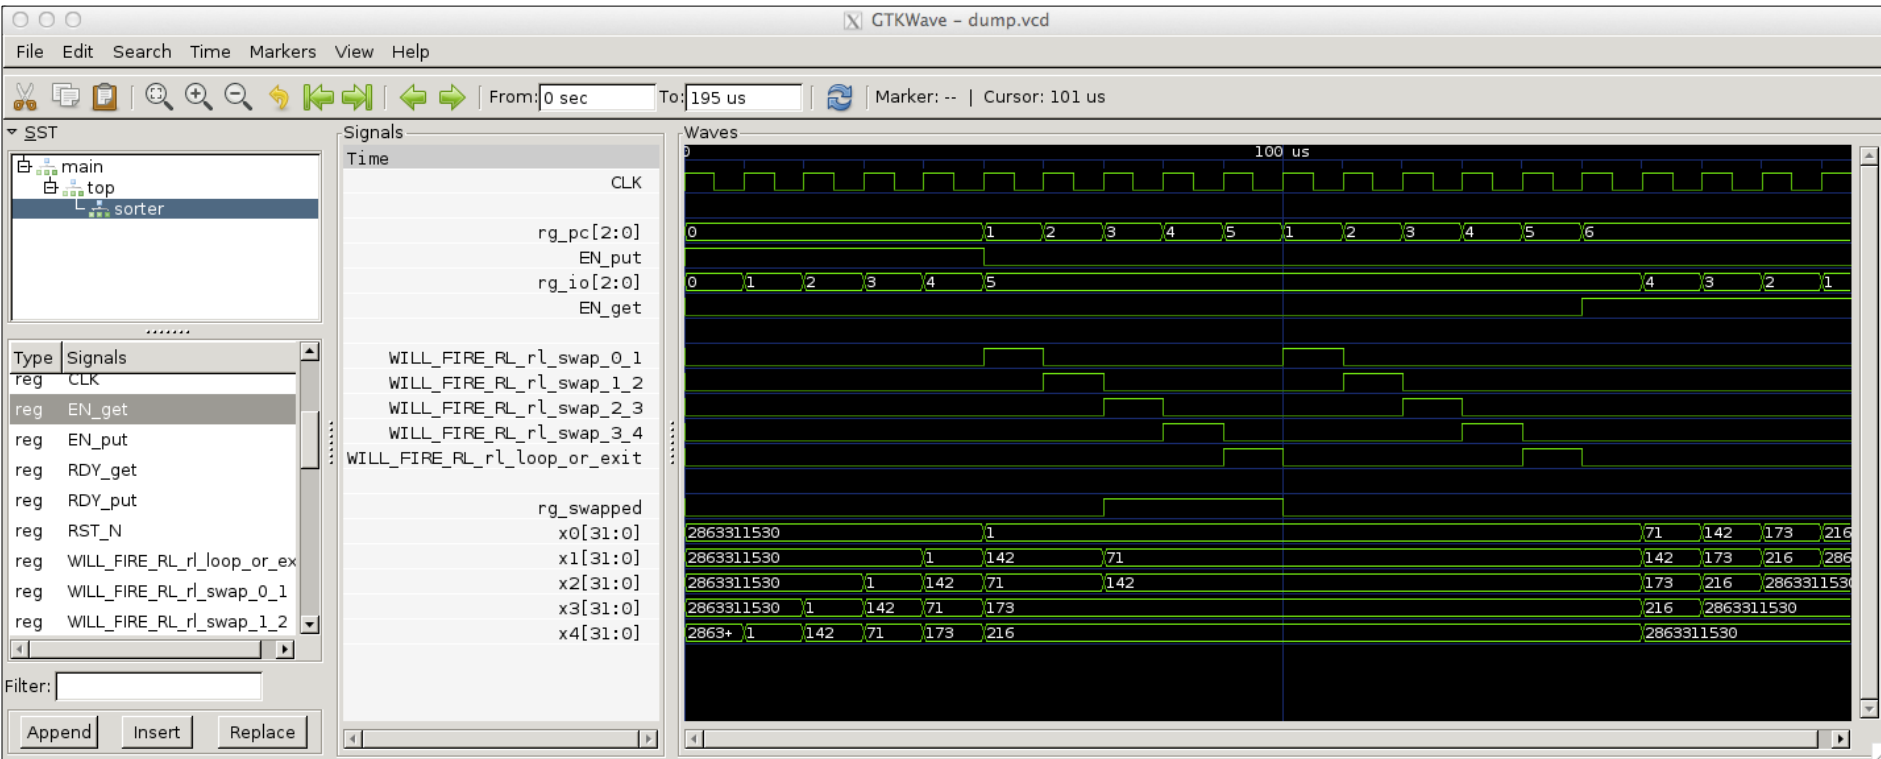 GTKWave – dump.vcd
File Edit Search Time Markers View Help
From: 0 sec To: 195 us Marker: -- | Cursor: 101 us
SST
main
top
sorter
Type Signals
reg CLK
reg EN_get
reg EN_put
reg RDY_get
reg RDY_put
reg RST_N
reg WILL_FIRE_RL_rl_loop_or_ex
reg WILL_FIRE_RL_rl_swap_0_1
reg WILL_FIRE_RL_rl_swap_1_2
Filter:
Append Insert Replace
Signals
Time
CLK
rg_pc[2:0]
EN_put
rg_io[2:0]
EN_get
WILL_FIRE_RL_rl_swap_0_1
WILL_FIRE_RL_rl_swap_1_2
WILL_FIRE_RL_rl_swap_2_3
WILL_FIRE_RL_rl_swap_3_4
WILL_FIRE_RL_rl_loop_or_exit
rg_swapped
x0[31:0]
x1[31:0]
x2[31:0]
x3[31:0]
x4[31:0]
Waves
0 100 us
0 1 2 3 4 5 1 2 3 4 5 6
0 1 2 3 4 5 4 3 2 1
2863311530 1 71 142 173 216
2863311530 1 142 71 142 173 216 286
2863311530 1 142 71 142 173 216 2863311530
2863311530 1 142 71 173 216 2863311530
2863+ 1 142 71 173 216 2863311530